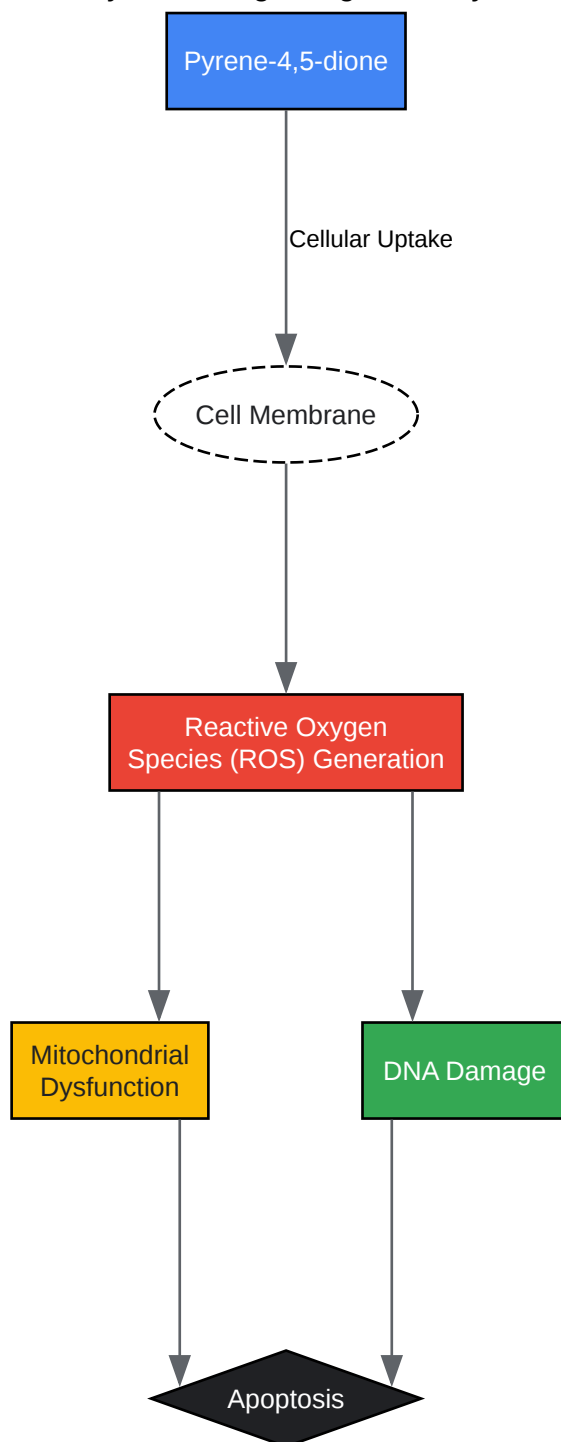 Pyrene-4,5-dione
Cellular Uptake
Cell Membrane
Reactive Oxygen
Species (ROS) Generation
Mitochondrial
Dysfunction
DNA Damage
Apoptosis